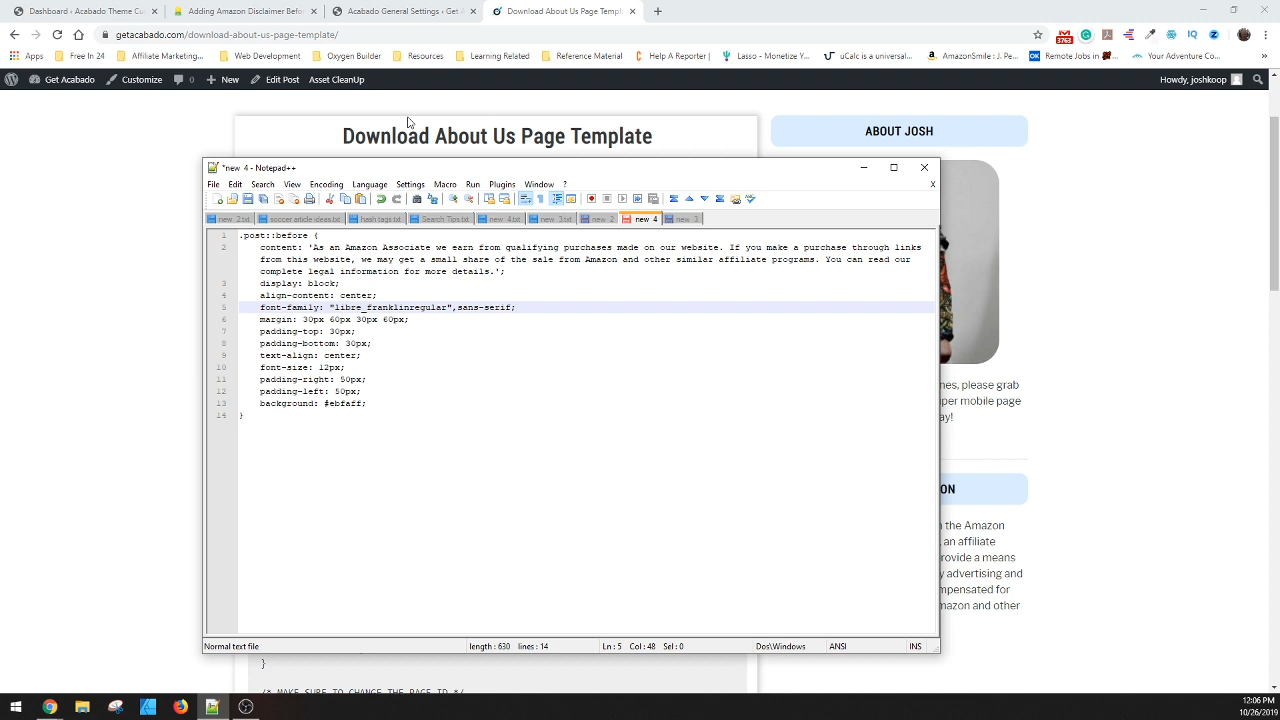 Dashboard ‹ Acabado Theme Cu
Adding Amazon Disclaimer Befor
Acabado General Settings ‹ Get A
Download About Us Page Templ
getacabado.com/download-about-us-page-template/
3763
Apps
Free In 24
Affiliate Marketing...
Web Development
Oxygen Builder
Resources
Learning Related
Reference Material
Help A Reporter |
Lasso - Monetize Y...
uCalc is a universal...
AmazonSmile : J. Pe...
Remote Jobs in
Your Adventure Co...
Get Acabado
Customize
0
New
Edit Post
Asset CleanUp
Howdy, joshkoop
Download About Us Page Template
ABOUT JOSH
*new 4 - Notepad++
File Edit Search View Encoding Language Settings Macro Run Plugins Window ? X
new 2.txt
soccer article ideas.txt
hash tags.txt
Search Tips.txt
new 4.txt
new 3.txt
new 2
new 4
new 3
1 .post::before {
2 content: 'As an Amazon Associate we earn from qualifying purchases made on our website. If you make a purchase through links
from this website, we may get a small share of the sale from Amazon and other similar affiliate programs. You can read our
complete legal information for more details.';
3 display: block;
4 align-content: center;
5 font-family: "libre_franklinregular",sans-serif;
6 margin: 30px 60px 30px 60px;
7 padding-top: 30px;
8 padding-bottom: 30px;
9 text-align: center;
10 font-size: 12px;
11 padding-right: 50px;
12 padding-left: 50px;
13 background: #ebfaff;
14 }
nes, please grab
uper mobile page
ay!
ON
n the Amazon
, an affiliate
rovide a means
y advertising and
mpensated for
mazon and other
Normal text file
length : 630 lines : 14
Ln : 5 Col : 48 Sel : 0
Dos\Windows
ANSI
INS
}
/* MAKE SURE TO CHANGE THE PAGE ID */
12:06 PM
10/26/2019